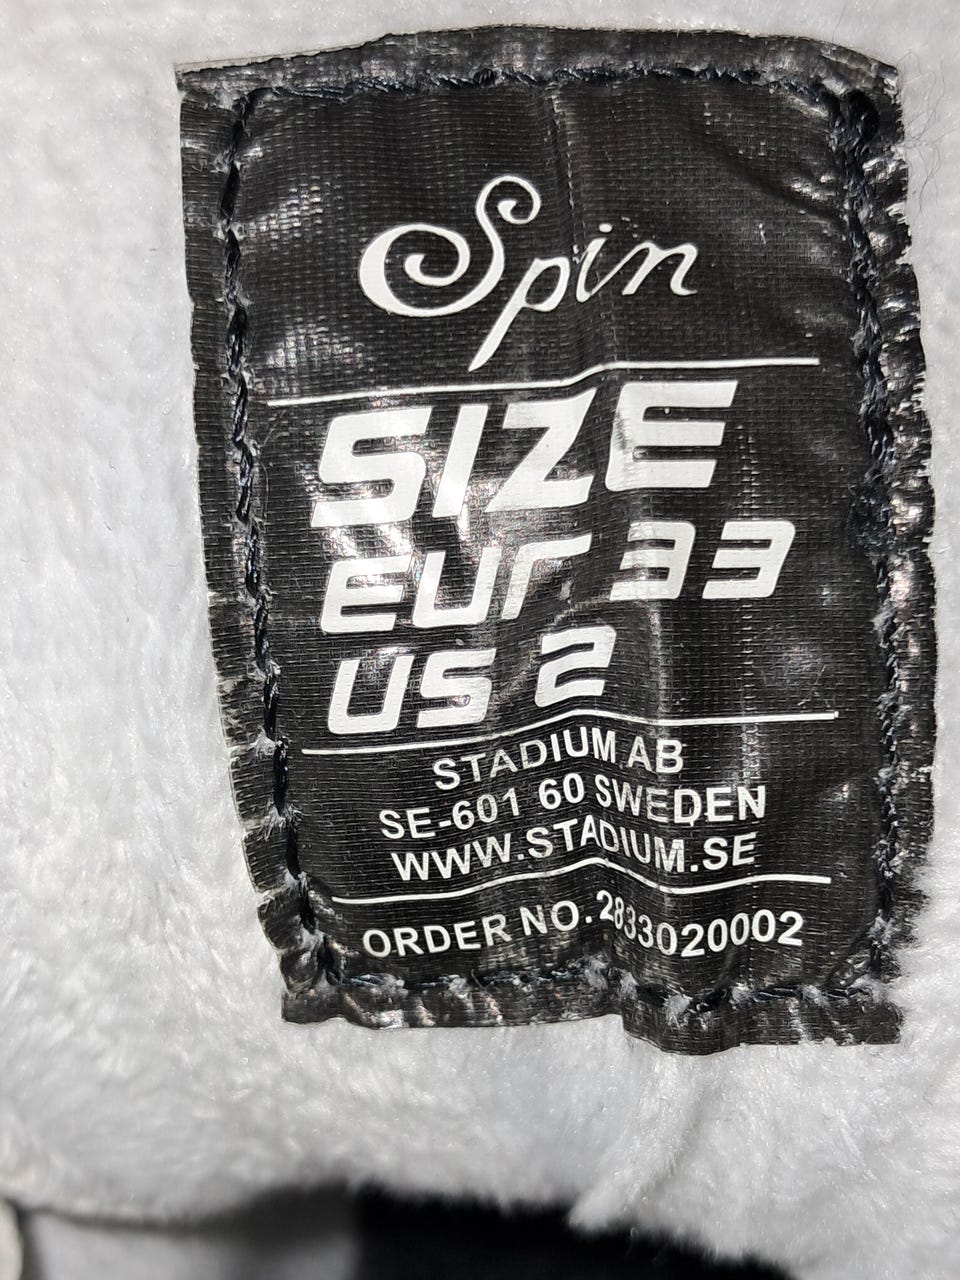 Spin
SIZE
EUR 33
US 2
STADIUM AB
SE-601 60 SWEDEN
WWW.STADIUM.SE
ORDER NO. 2833020002